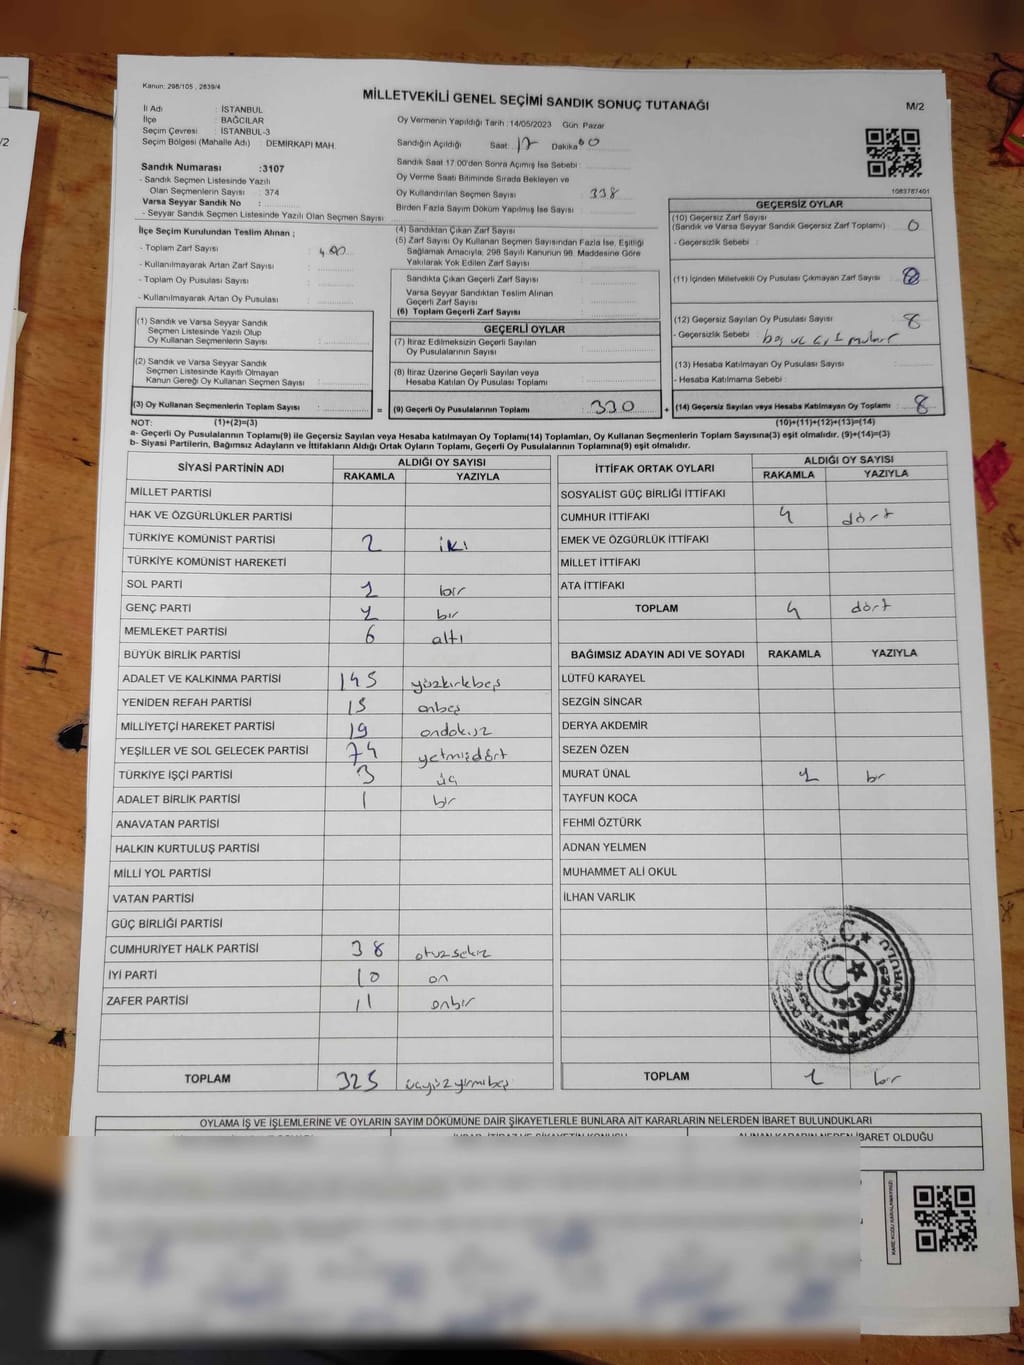 Kanun: 298/105 , 2839/4
MİLLETVEKİLİ GENEL SEÇİMİ SANDIK SONUÇ TUTANAĞI
M/2
İl Adı : İSTANBUL
İlçe : BAĞCILAR
Seçim Çevresi : İSTANBUL-3
Seçim Bölgesi (Mahalle Adı) : DEMİRKAPI MAH.
Sandık Numarası :3107
- Sandık Seçmen Listesinde Yazılı
Olan Seçmenlerin Sayısı : 374
Varsa Seyyar Sandık No :
- Seyyar Sandık Seçmen Listesinde Yazılı Olan Seçmen Sayısı
Oy Vermenin Yapıldığı Tarih : 14/05/2023 Gün: Pazar
Sandığın Açıldığı Saat: 17 Dakika: 00
Sandık Saat 17.00'den Sonra Açılmış İse Sebebi :
Oy Verme Saati Bitiminde Sırada Bekleyen ve
Oy Kullandırılan Seçmen Sayısı : 338
Birden Fazla Sayım Döküm Yapılmış İse Sayısı :
1083787401
İlçe Seçim Kurulundan Teslim Alınan ;
- Toplam Zarf Sayısı : 400
- Kullanılmayarak Artan Zarf Sayısı :
- Toplam Oy Pusulası Sayısı :
- Kullanılmayarak Artan Oy Pusulası :
(4) Sandıktan Çıkan Zarf Sayısı :
(5) Zarf Sayısı Oy Kullanan Seçmen Sayısından Fazla İse, Eşitliği
Sağlamak Amacıyla; 298 Sayılı Kanunun 98. Maddesine Göre
Yakılarak Yok Edilen Zarf Sayısı :
Sandıkta Çıkan Geçerli Zarf Sayısı :
Varsa Seyyar Sandıktan Teslim Alınan
Geçerli Zarf Sayısı :
(6) Toplam Geçerli Zarf Sayısı :
GEÇERSİZ OYLAR
(10) Geçersiz Zarf Sayısı
(Sandık ve Varsa Seyyar Sandık Geçersiz Zarf Toplamı) : 0
- Geçersizlik Sebebi :
(11) İçinden Milletvekili Oy Pusulası Çıkmayan Zarf Sayısı :
(12) Geçersiz Sayılan Oy Pusulası Sayısı : 8
- Geçersizlik Sebebi :
(13) Hesaba Katılmayan Oy Pusulası Sayısı :
- Hesaba Katılmama Sebebi :
(14) Geçersiz Sayılan veya Hesaba Katılmayan Oy Toplamı : 8
(10)+(11)+(12)+(13)=(14)
(1) Sandık ve Varsa Seyyar Sandık
Seçmen Listesinde Yazılı Olup
Oy Kullanan Seçmenlerin Sayısı :
(2) Sandık ve Varsa Seyyar Sandık
Seçmen Listesinde Kayıtlı Olmayan
Kanun Gereği Oy Kullanan Seçmen Sayısı :
(3) Oy Kullanan Seçmenlerin Toplam Sayısı : =
GEÇERLİ OYLAR
(7) İtiraz Edilmeksizin Geçerli Sayılan
Oy Pusulalarının Sayısı :
(8) İtiraz Üzerine Geçerli Sayılan veya
Hesaba Katılan Oy Pusulası Toplamı :
(9) Geçerli Oy Pusulalarının Toplamı : 330 +
NOT: (1)+(2)=(3)
a- Geçerli Oy Pusulalarının Toplamı(9) ile Geçersiz Sayılan veya Hesaba katılmayan Oy Toplamı(14) Toplamları, Oy Kullanan Seçmenlerin Toplam Sayısına(3) eşit olmalıdır. (9)+(14)=(3)
b- Siyasi Partilerin, Bağımsız Adayların ve İttifakların Aldığı Ortak Oyların Toplamı, Geçerli Oy Pusulalarının Toplamına(9) eşit olmalıdır.
SİYASİ PARTİNİN ADI ALDIĞI OY SAYISI
RAKAMLA YAZIYLA
MİLLET PARTİSİ
HAK VE ÖZGÜRLÜKLER PARTİSİ
TÜRKİYE KOMÜNİST PARTİSİ 2 iki
TÜRKİYE KOMÜNİST HAREKETİ
SOL PARTİ 1 bir
GENÇ PARTİ 1 bir
MEMLEKET PARTİSİ 6 altı
BÜYÜK BİRLİK PARTİSİ
ADALET VE KALKINMA PARTİSİ 145 yüzkırkbeş
YENİDEN REFAH PARTİSİ 15 onbeş
MİLLİYETÇİ HAREKET PARTİSİ 19 ondokuz
YEŞİLLER VE SOL GELECEK PARTİSİ 74 yetmişdört
TÜRKİYE İŞÇİ PARTİSİ 3 üç
ADALET BİRLİK PARTİSİ 1 bir
ANAVATAN PARTİSİ
HALKIN KURTULUŞ PARTİSİ
MİLLİ YOL PARTİSİ
VATAN PARTİSİ
GÜÇ BİRLİĞİ PARTİSİ
CUMHURİYET HALK PARTİSİ 38 otuzsekiz
İYİ PARTİ 10 on
ZAFER PARTİSİ 11 onbir
TOPLAM 325 üçyüzyirmibeş
İTTİFAK ORTAK OYLARI ALDIĞI OY SAYISI
RAKAMLA YAZIYLA
SOSYALİST GÜÇ BİRLİĞİ İTTİFAKI
CUMHUR İTTİFAKI 4 dört
EMEK VE ÖZGÜRLÜK İTTİFAKI
MİLLET İTTİFAKI
ATA İTTİFAKI
TOPLAM 4 dört
BAĞIMSIZ ADAYIN ADI VE SOYADI RAKAMLA YAZIYLA
LÜTFÜ KARAYEL
SEZGİN SİNCAR
DERYA AKDEMİR
SEZEN ÖZEN
MURAT ÜNAL 1 bir
TAYFUN KOCA
FEHMİ ÖZTÜRK
ADNAN YELMEN
MUHAMMET ALİ OKUL
İLHAN VARLIK
T.C.
TOPLAM 1 bir
OYLAMA İŞ VE İŞLEMLERİNE VE OYLARIN SAYIM DÖKÜMÜNE DAİR ŞİKAYETLERLE BUNLARA AİT KARARLARIN NELERDEN İBARET BULUNDUKLARI
ALINAN KARARIN NEDEN İBARET OLDUĞU
KARE KODU KARALAMAYINIZ!